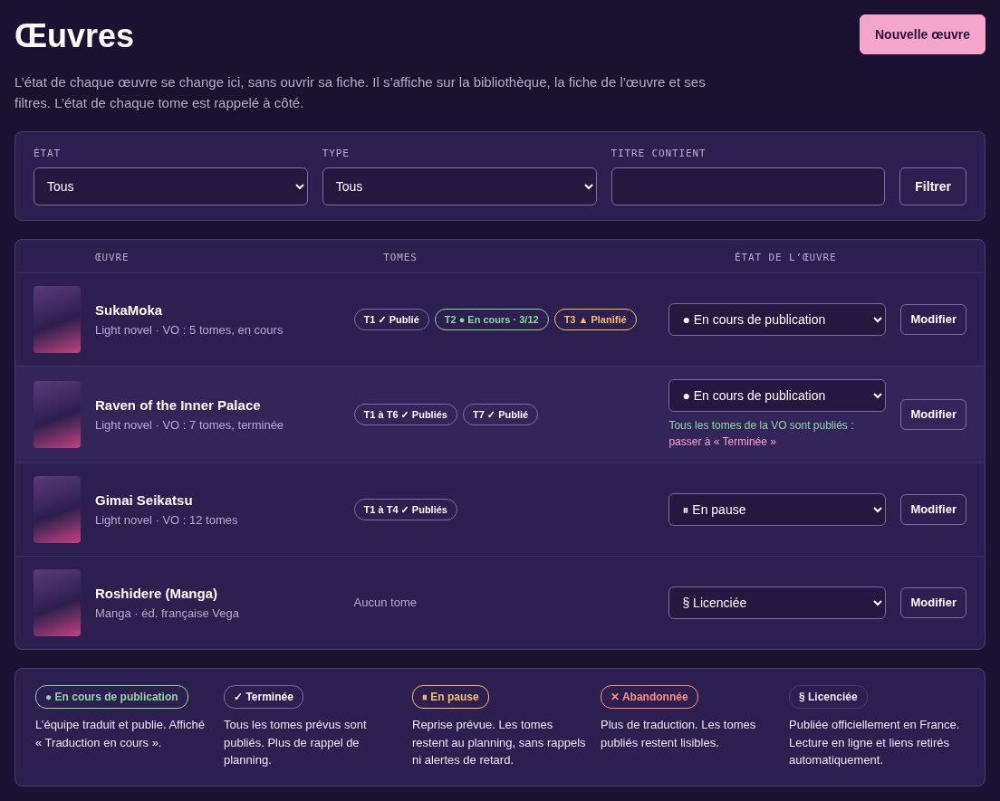 Œuvres
Nouvelle œuvre
L’état de chaque œuvre se change ici, sans ouvrir sa fiche. Il s’affiche sur la bibliothèque, la fiche de l’œuvre et ses
filtres. L’état de chaque tome est rappelé à côté.
ÉTAT
TYPE
TITRE CONTIENT
Tous
Tous
Filtrer
ŒUVRE
TOMES
ÉTAT DE L’ŒUVRE
SukaMoka
Light novel · VO : 5 tomes, en cours
T1 ✓ Publié
T2 ● En cours · 3/12
T3 ▲ Planifié
● En cours de publication
Modifier
Raven of the Inner Palace
Light novel · VO : 7 tomes, terminée
T1 à T6 ✓ Publiés
T7 ✓ Publié
● En cours de publication
Tous les tomes de la VO sont publiés :
passer à « Terminée »
Modifier
Gimai Seikatsu
Light novel · VO : 12 tomes
T1 à T4 ✓ Publiés
⏸ En pause
Modifier
Roshidere (Manga)
Manga · éd. française Vega
Aucun tome
§ Licenciée
Modifier
● En cours de publication
L’équipe traduit et publie. Affiché
« Traduction en cours ».
✓ Terminée
Tous les tomes prévus sont
publiés. Plus de rappel de
planning.
⏸ En pause
Reprise prévue. Les tomes
restent au planning, sans rappels
ni alertes de retard.
✕ Abandonnée
Plus de traduction. Les tomes
publiés restent lisibles.
§ Licenciée
Publiée officiellement en France.
Lecture en ligne et liens retirés
automatiquement.